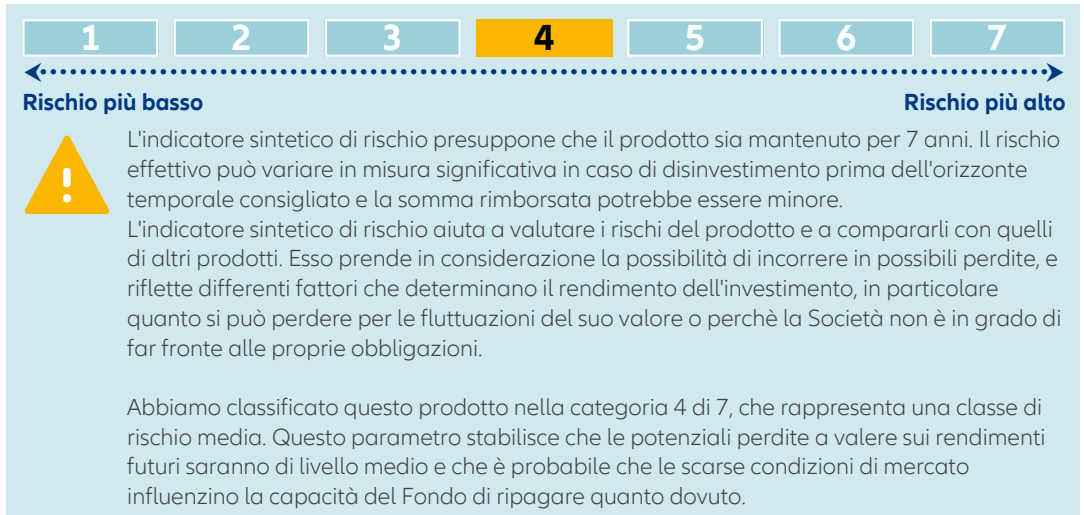 1 2 3 4 5 6 7
Rischio più basso Rischio più alto
L'indicatore sintetico di rischio presuppone che il prodotto sia mantenuto per 7 anni. Il rischio
effettivo può variare in misura significativa in caso di disinvestimento prima dell'orizzonte
temporale consigliato e la somma rimborsata potrebbe essere minore.
L'indicatore sintetico di rischio aiuta a valutare i rischi del prodotto e a compararli con quelli
di altri prodotti. Esso prende in considerazione la possibilità di incorrere in possibili perdite, e
riflette differenti fattori che determinano il rendimento dell'investimento, in particolare
quanto si può perdere per le fluttuazioni del suo valore o perchè la Società non è in grado di
far fronte alle proprie obbligazioni.
Abbiamo classificato questo prodotto nella categoria 4 di 7, che rappresenta una classe di
rischio media. Questo parametro stabilisce che le potenziali perdite a valere sui rendimenti
futuri saranno di livello medio e che è probabile che le scarse condizioni di mercato
influenzino la capacità del Fondo di ripagare quanto dovuto.